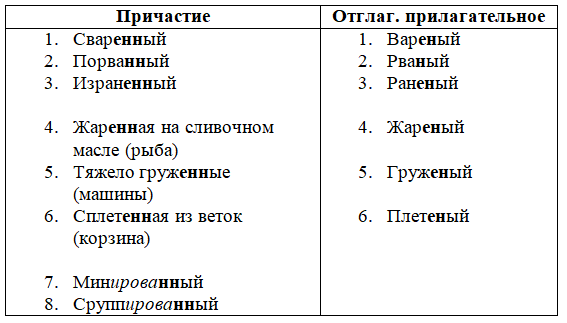 Причастие
Отглаг. прилагательное
1. Сваренный
2. Порванный
3. Израненный
4. Жаренная на сливочном
масле (рыба)
5. Тяжело груженные
(машины)
6. Сплетенная из веток
(корзина)
7. Минированный
8. Сруппированный
1. Вареный
2. Рваный
3. Раненый
4. Жареный
5. Груженый
6. Плетеный